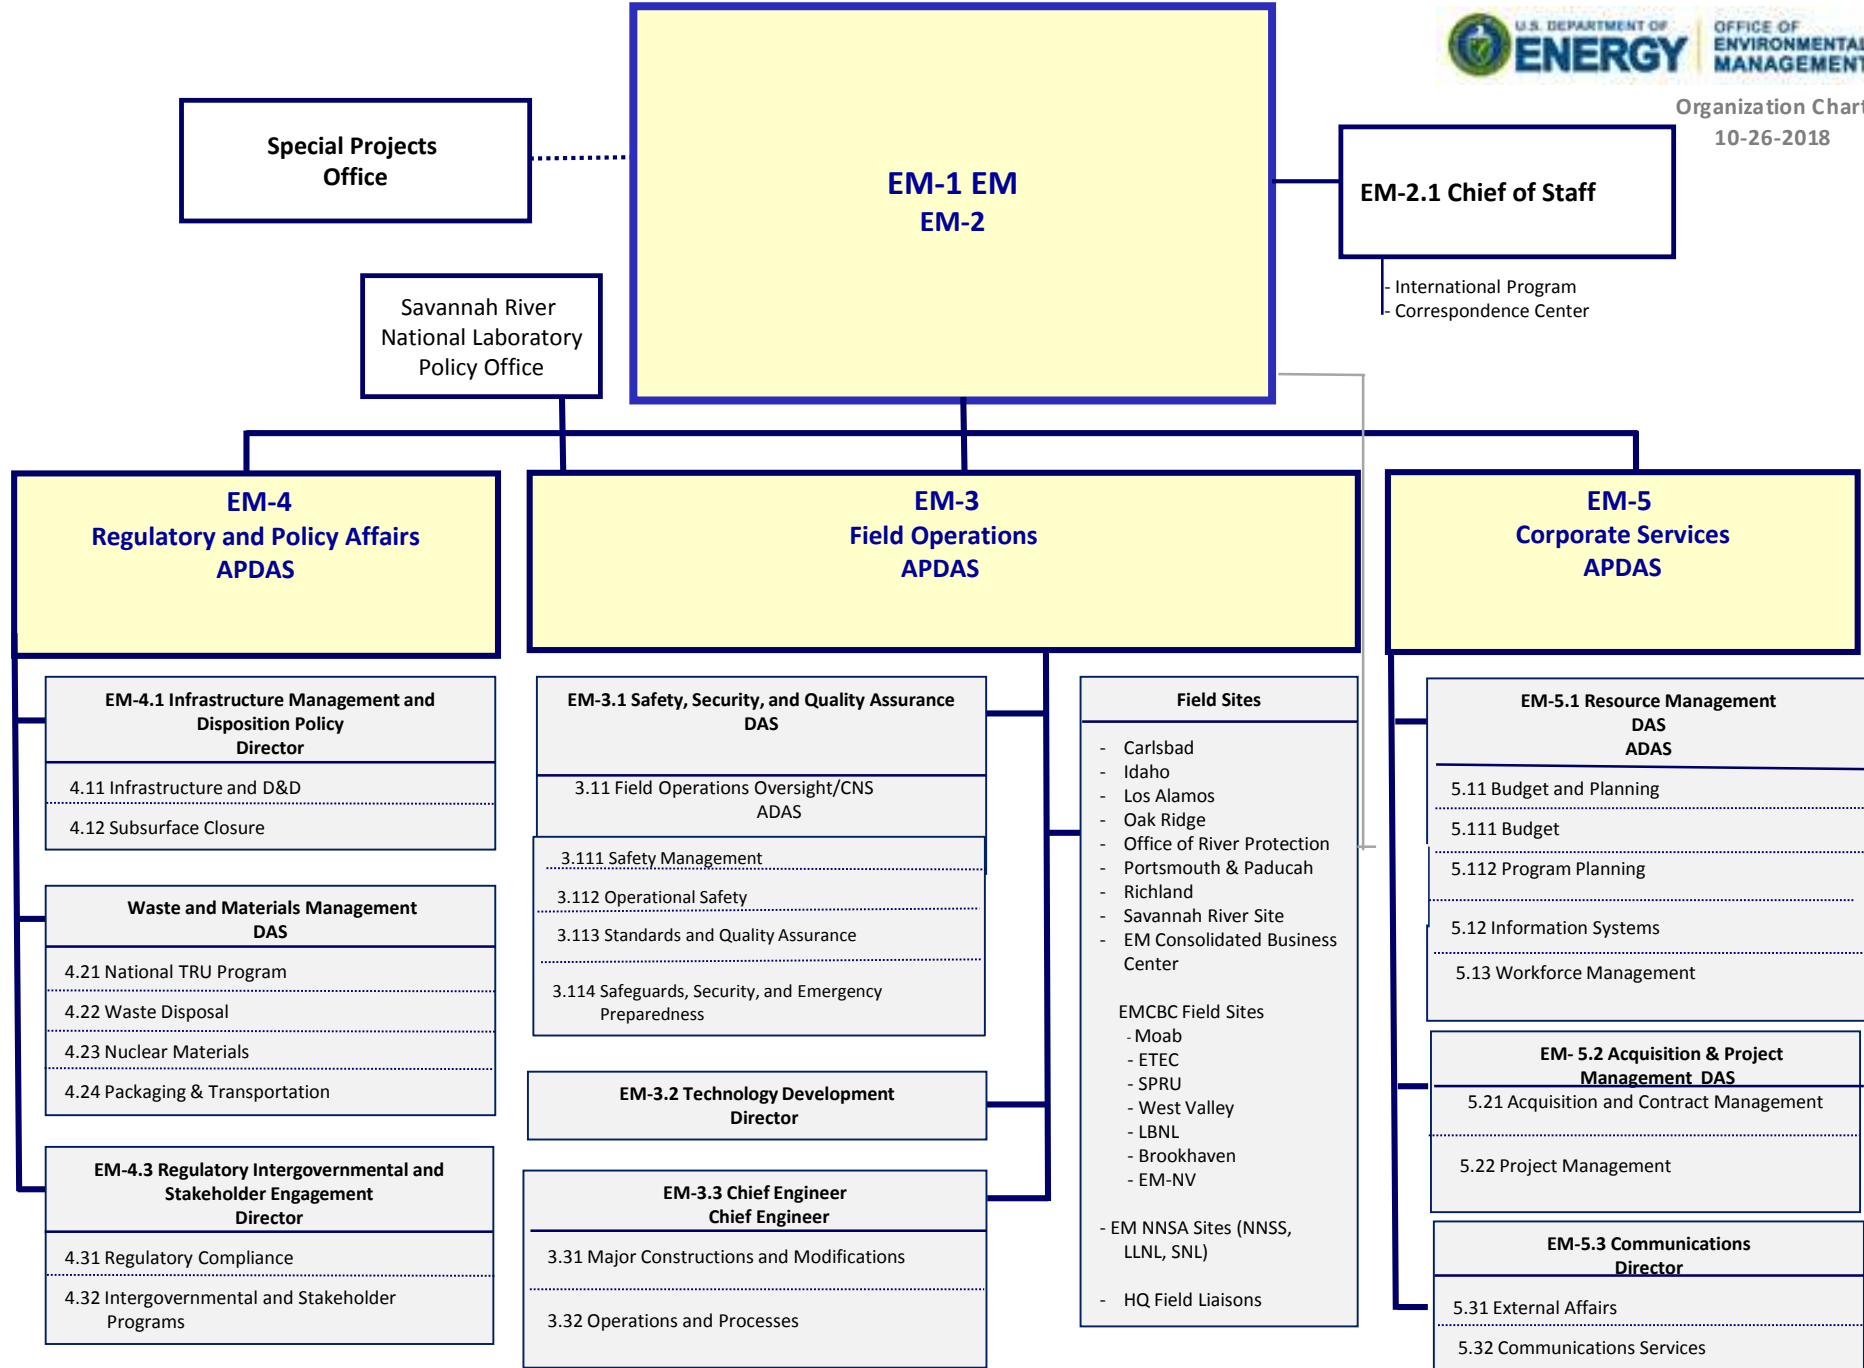 U.S. DEPARTMENT OF
ENERGY
OFFICE OF
ENVIRONMENTAL
MANAGEMENT
Organization Chart
10-26-2018
Special Projects
Office
EM-1 EM
EM-2
EM-2.1 Chief of Staff
- International Program
- Correspondence Center
Savannah River
National Laboratory
Policy Office
EM-4
Regulatory and Policy Affairs
APDAS
EM-3
Field Operations
APDAS
EM-5
Corporate Services
APDAS
EM-4.1 Infrastructure Management and
Disposition Policy
Director
4.11 Infrastructure and D&D
4.12 Subsurface Closure
Waste and Materials Management
DAS
4.21 National TRU Program
4.22 Waste Disposal
4.23 Nuclear Materials
4.24 Packaging & Transportation
EM-4.3 Regulatory Intergovernmental and
Stakeholder Engagement
Director
4.31 Regulatory Compliance
4.32 Intergovernmental and Stakeholder
Programs
EM-3.1 Safety, Security, and Quality Assurance
DAS
3.11 Field Operations Oversight/CNS
ADAS
3.111 Safety Management
3.112 Operational Safety
3.113 Standards and Quality Assurance
3.114 Safeguards, Security, and Emergency
Preparedness
EM-3.2 Technology Development
Director
EM-3.3 Chief Engineer
Chief Engineer
3.31 Major Constructions and Modifications
3.32 Operations and Processes
Field Sites
- Carlsbad
- Idaho
- Los Alamos
- Oak Ridge
- Office of River Protection
- Portsmouth & Paducah
- Richland
- Savannah River Site
- EM Consolidated Business
Center
EMCBC Field Sites
- Moab
- ETEC
- SPRU
- West Valley
- LBNL
- Brookhaven
- EM-NV
- EM NNSA Sites (NNSS,
LLNL, SNL)
- HQ Field Liaisons
EM-5.1 Resource Management
DAS
ADAS
5.11 Budget and Planning
5.111 Budget
5.112 Program Planning
5.12 Information Systems
5.13 Workforce Management
EM- 5.2 Acquisition & Project
Management DAS
5.21 Acquisition and Contract Management
5.22 Project Management
EM-5.3 Communications
Director
5.31 External Affairs
5.32 Communications Services